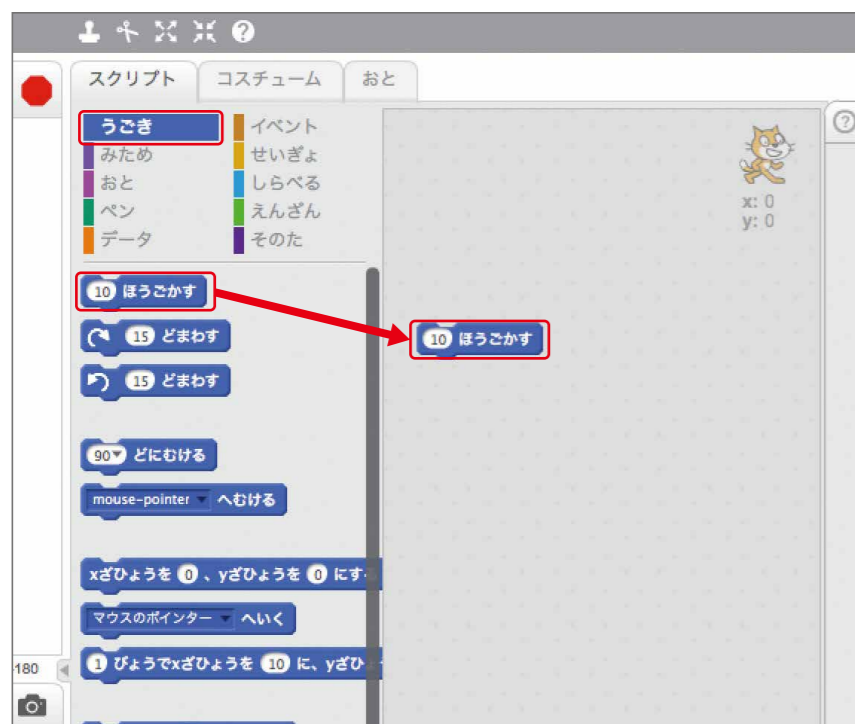 スクリプト コスチューム おと
うごき イベント
みため せいぎょ
おと しらべる
ペン えんざん
データ そのた
x: 0
y: 0
10 ほうごかす
10 ほうごかす
15 どまわす
15 どまわす
90 どにむける
mouse-pointer へむける
xざひょうを 0 、yざひょうを 0 にす
マウスのポインター へいく
1 びょうでxざひょうを 10 に、yざひ
180